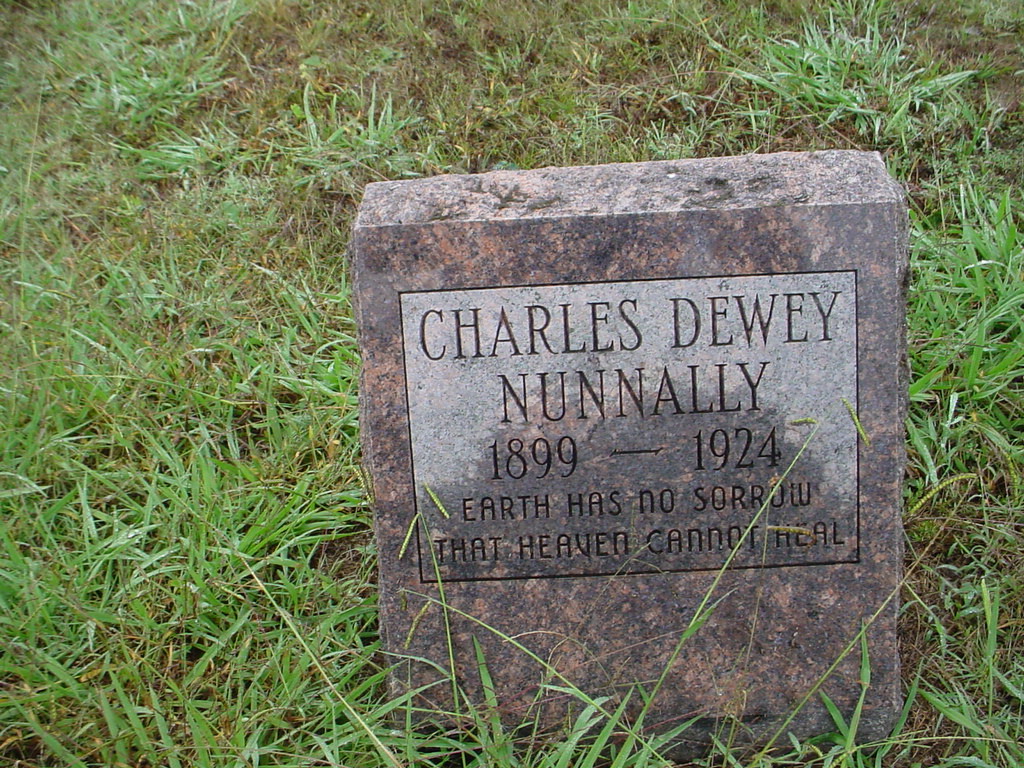 CHARLES DEWEY
NUNNALLY
1899 — 1924
EARTH HAS NO SORROW
THAT HEAVEN CANNOT HEAL